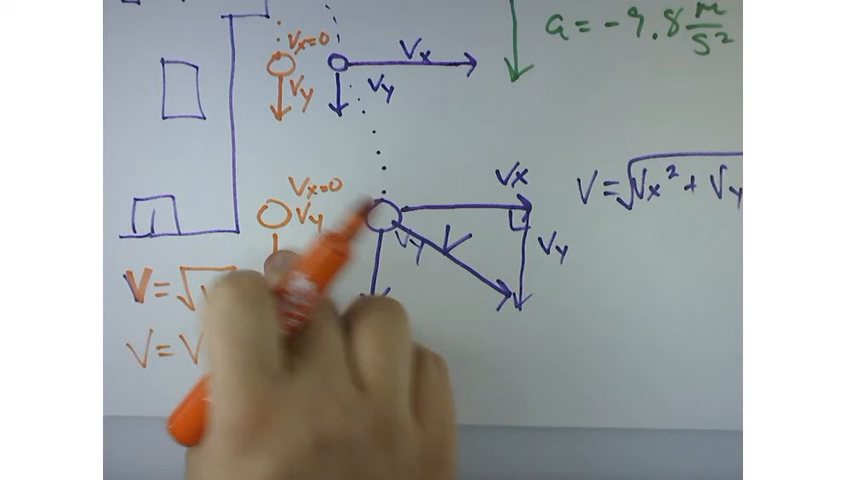 Vx=0
Vx
Vy
Vy
a = -9.8 m/s²
Vx=0
Vy
Vx
V=√Vx² + Vy
Vy
V
Vy
V=√
V=V